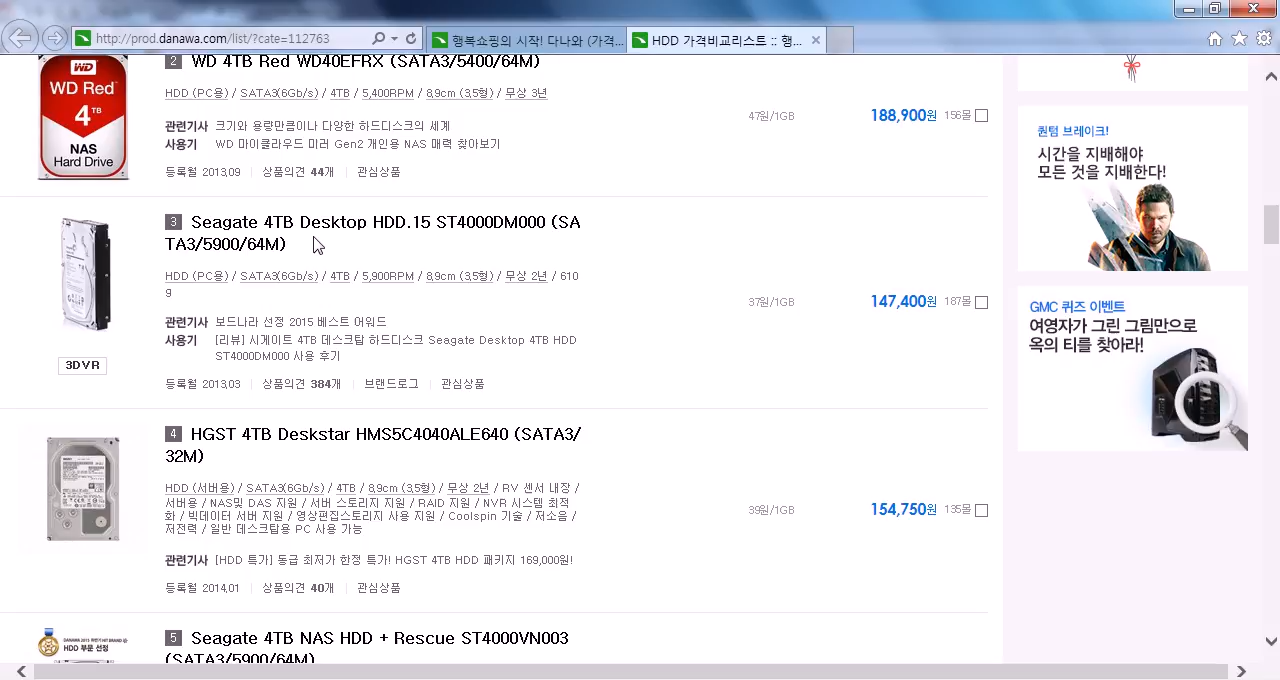 http://prod.danawa.com/list/?cate=112763
행복쇼핑의 시작! 다나와 (가격...
HDD 가격비교리스트 :: 행...
WD
WD Red
4TB
NAS
Hard Drive
2 WD 4TB Red WD40EFRX (SATA3/5400/64M)
HDD (PC용) / SATA3(6Gb/s) / 4TB / 5,400RPM / 8,9cm (3,5형) / 무상 3년
관련기사 크기와 용량만큼이나 다양한 하드디스크의 세계
사용기 WD 마이클라우드 미러 Gen2 개인용 NAS 매력 찾아보기
등록월 2013,09 상품의견 44개 관심상품
47원/1GB
188,900원 156몰
3 Seagate 4TB Desktop HDD.15 ST4000DM000 (SA
TA3/5900/64M)
HDD (PC용) / SATA3(6Gb/s) / 4TB / 5,900RPM / 8,9cm (3,5형) / 무상 2년 / 610
g
관련기사 보드나라 선정 2015 베스트 어워드
사용기 [리뷰] 시게이트 4TB 데스크탑 하드디스크 Seagate Desktop 4TB HDD
ST4000DM000 사용 후기
3DVR
등록월 2013,03 상품의견 384개 브랜드로그 관심상품
37원/1GB
147,400원 187몰
4 HGST 4TB Deskstar HMS5C4040ALE640 (SATA3/
32M)
HDD (서버용) / SATA3(6Gb/s) / 4TB / 8,9cm (3,5형) / 무상 2년 / RV 센서 내장 /
서버용 / NAS및 DAS 지원 / 서버 스토리지 지원 / RAID 지원 / NVR 시스템 최적
화 / 빅데이터 서버 지원 / 영상편집스토리지 사용 지원 / Coolspin 기술 / 저소음 /
저전력 / 일반 데스크탑용 PC 사용 가능
관련기사 [HDD 특가] 동급 최저가 한정 특가! HGST 4TB HDD 패키지 169,000원!
등록월 2014,01 상품의견 40개 관심상품
39원/1GB
154,750원 135몰
HDD 부문 선정
5 Seagate 4TB NAS HDD + Rescue ST4000VN003
(SATA3/5900/64M)
퀀텀 브레이크!
시간을 지배해야
모든 것을 지배한다!
GMC 퀴즈 이벤트
여영자가 그린 그림만으로
옥의 티를 찾아라!